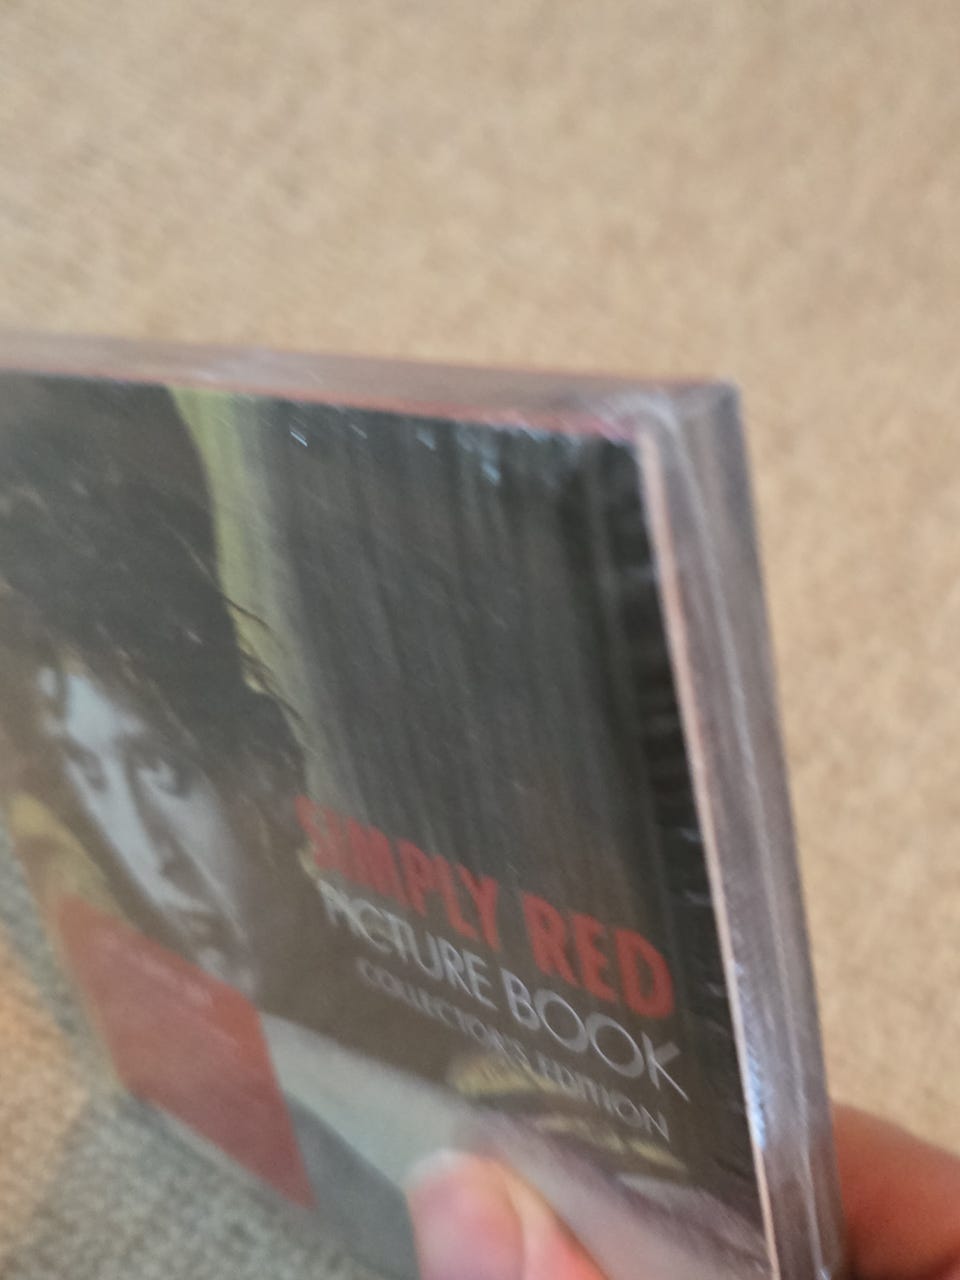 SIMPLY RED
PICTURE BOOK
COLLECTOR'S EDITION